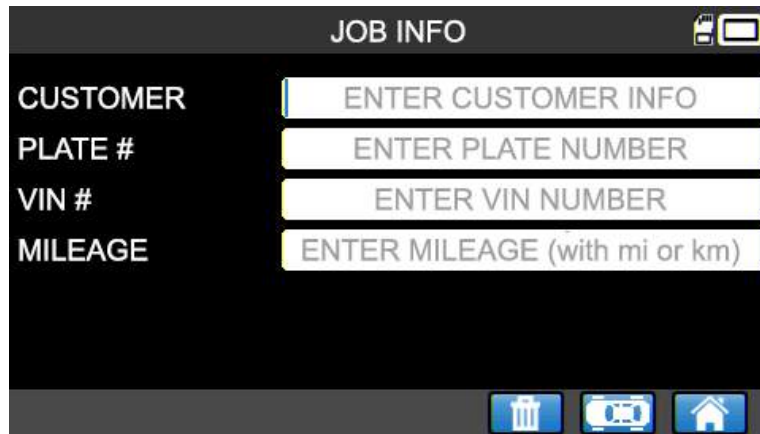 JOB INFO
CUSTOMER ENTER CUSTOMER INFO
PLATE # ENTER PLATE NUMBER
VIN # ENTER VIN NUMBER
MILEAGE ENTER MILEAGE (with mi or km)